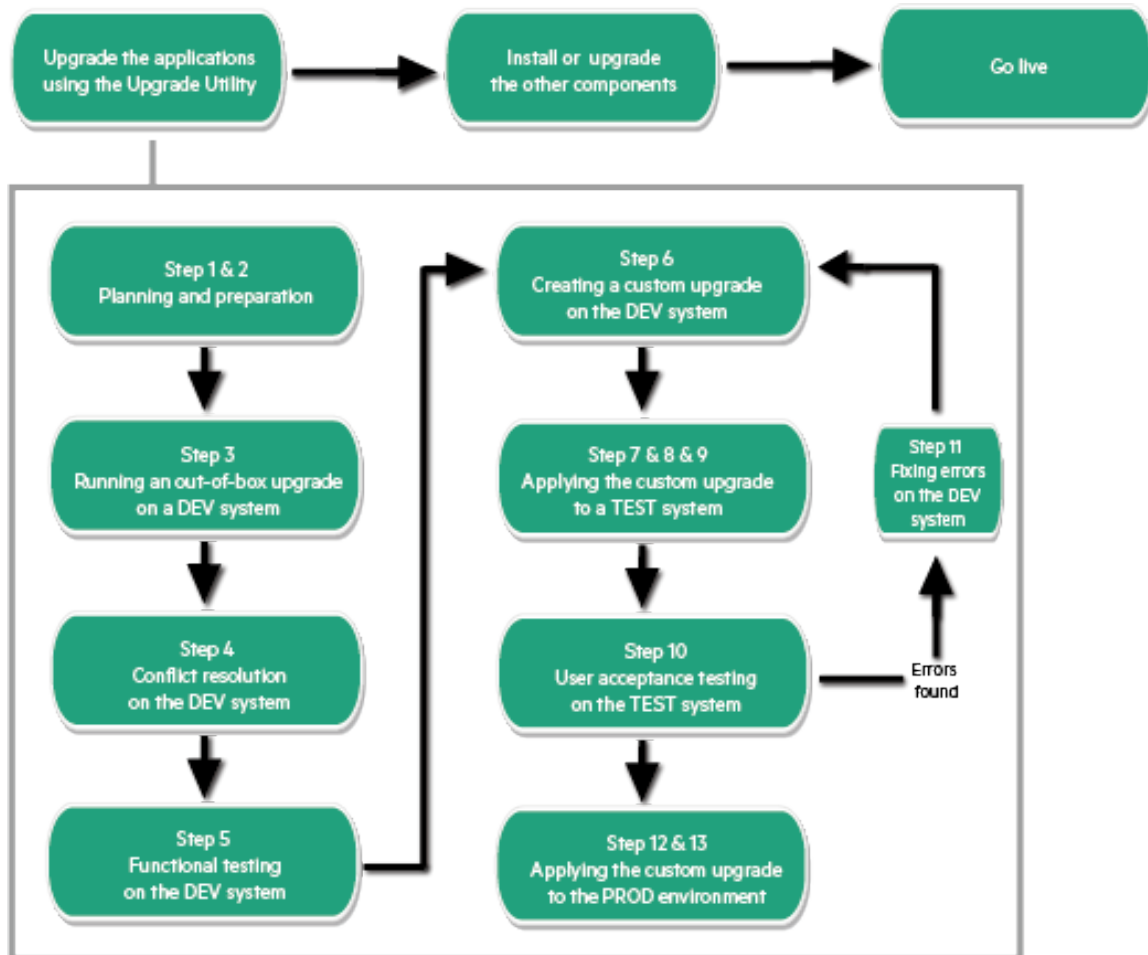 Upgrade the applications
using the Upgrade Utility
Install or upgrade
the other components
Go live
Step 1 & 2
Planning and preparation
Step 3
Running an out-of-box upgrade
on a DEV system
Step 4
Conflict resolution
on the DEV system
Step 5
Functional testing
on the DEV system
Step 6
Creating a custom upgrade
on the DEV system
Step 7 & 8 & 9
Applying the custom upgrade
to a TEST system
Step 10
User acceptance testing
on the TEST system
Errors
found
Step 11
Fixing errors
on the DEV
system
Step 12 & 13
Applying the custom upgrade
to the PROD environment